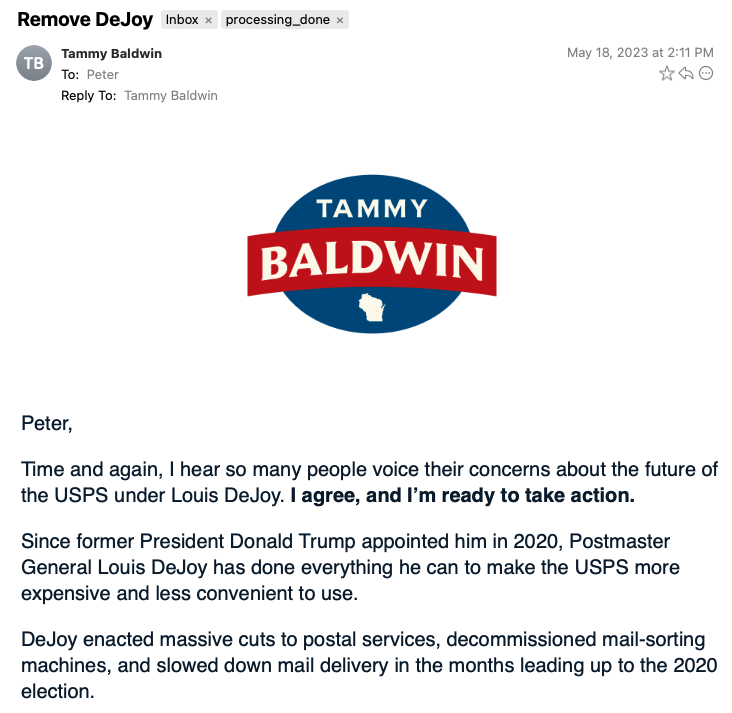 Remove DeJoy Inbox × processing_done ×
TB
Tammy Baldwin
May 18, 2023 at 2:11 PM
To: Peter
Reply To: Tammy Baldwin
TAMMY
BALDWIN
Peter,
Time and again, I hear so many people voice their concerns about the future of
the USPS under Louis DeJoy. I agree, and I’m ready to take action.
Since former President Donald Trump appointed him in 2020, Postmaster
General Louis DeJoy has done everything he can to make the USPS more
expensive and less convenient to use.
DeJoy enacted massive cuts to postal services, decommissioned mail-sorting
machines, and slowed down mail delivery in the months leading up to the 2020
election.